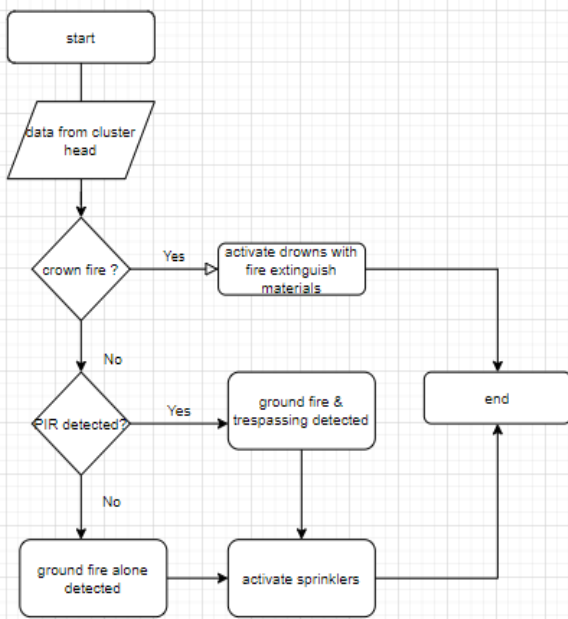 start
data from cluster
head
crown fire ?
Yes
activate drowns with
fire extinguish
materials
No
PIR detected?
Yes
ground fire &
trespassing detected
end
No
ground fire alone
detected
activate sprinklers